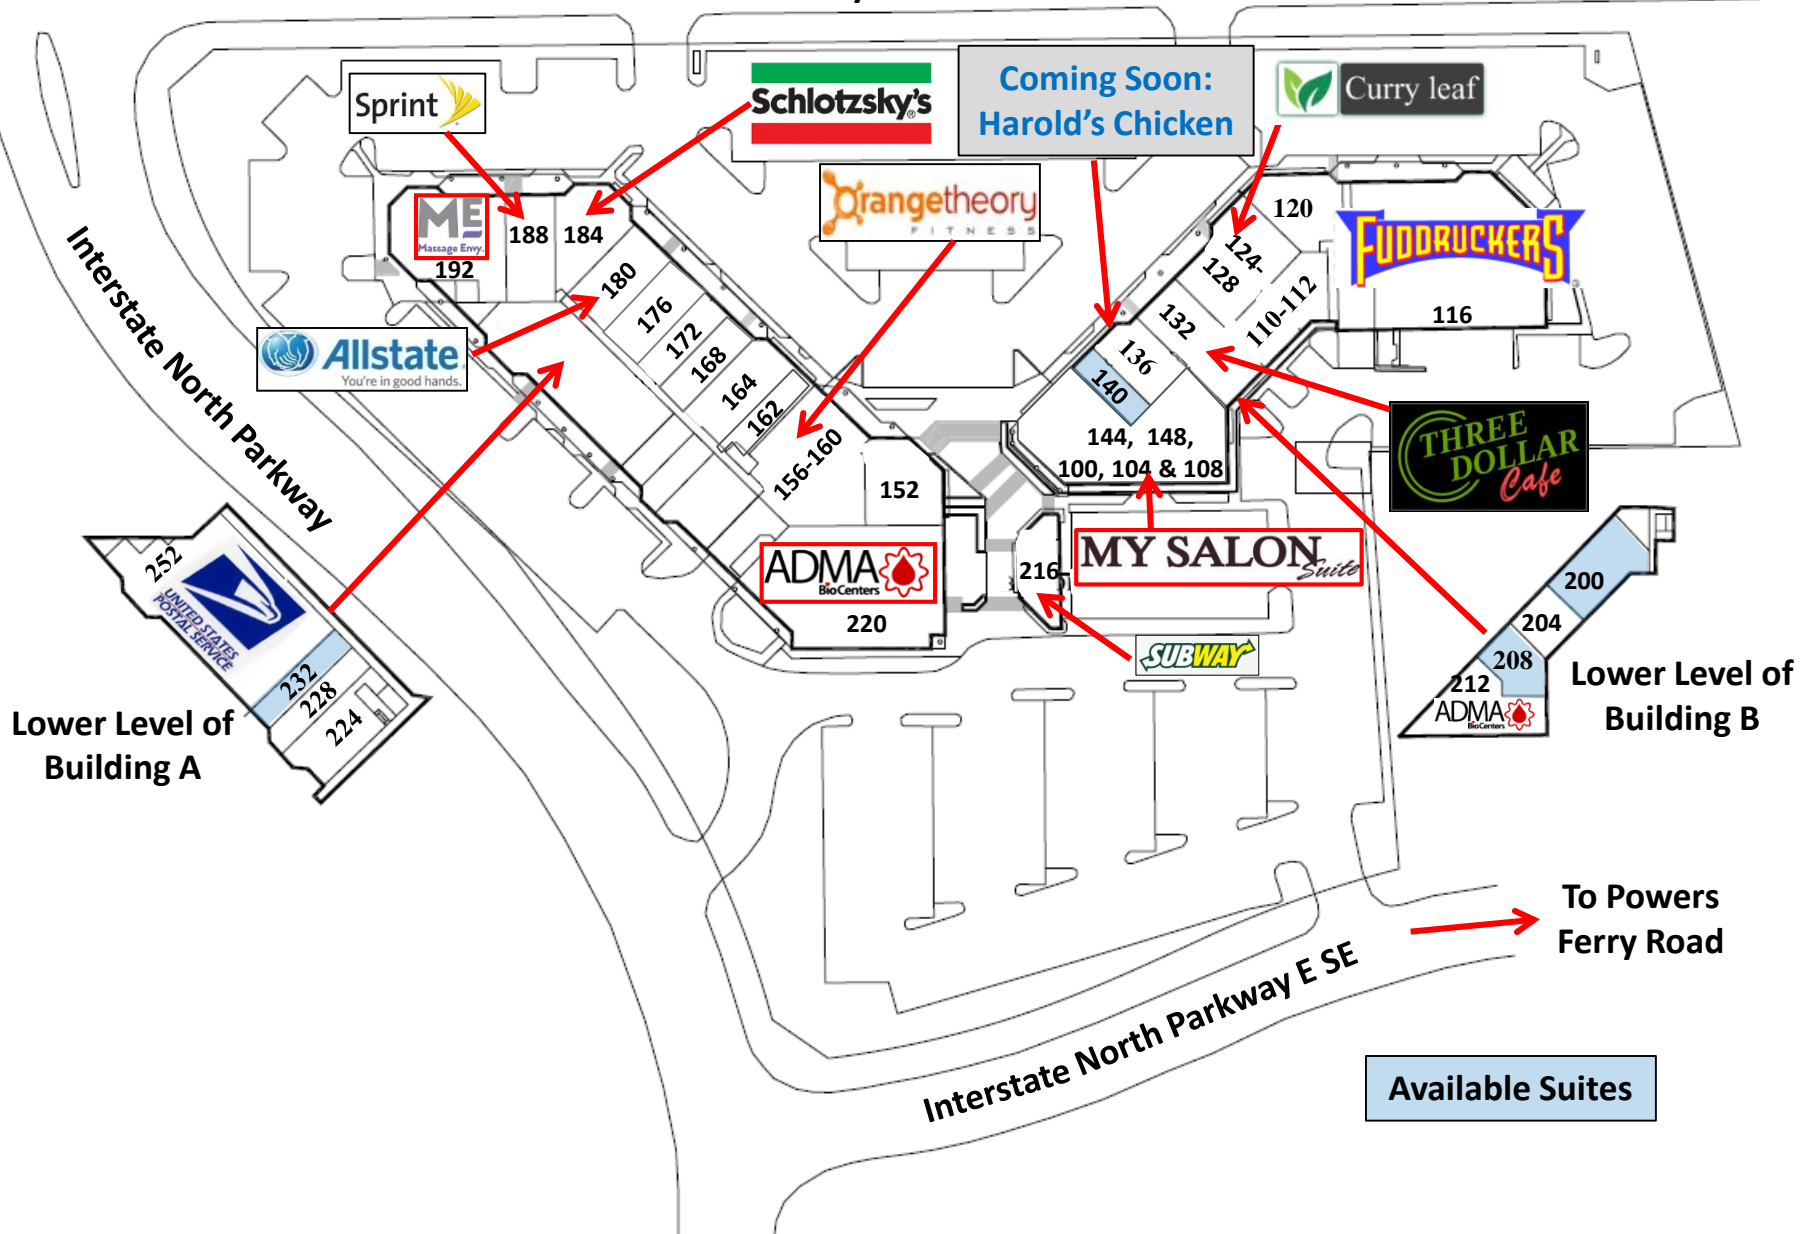 Sprint
Schlotzsky's
Coming Soon:
Harold's Chicken
Curry leaf
Orangetheory
FITNESS
ME
Massage Envy
192
188
184
120
124-
128
FUDDRUCKERS
116
110-112
132
136
140
180
176
172
168
164
162
156-160
152
Allstate
You're in good hands.
144, 148,
100, 104 & 108
THREE
DOLLAR
Cafe
MY SALON
Suite
ADMA
BioCenters
220
216
SUBWAY
Interstate North Parkway
252
UNITED STATES
POSTAL SERVICE
232
228
224
Lower Level of
Building A
200
204
208
212
ADMA
BioCenters
Lower Level of
Building B
To Powers
Ferry Road
Interstate North Parkway E SE
Available Suites